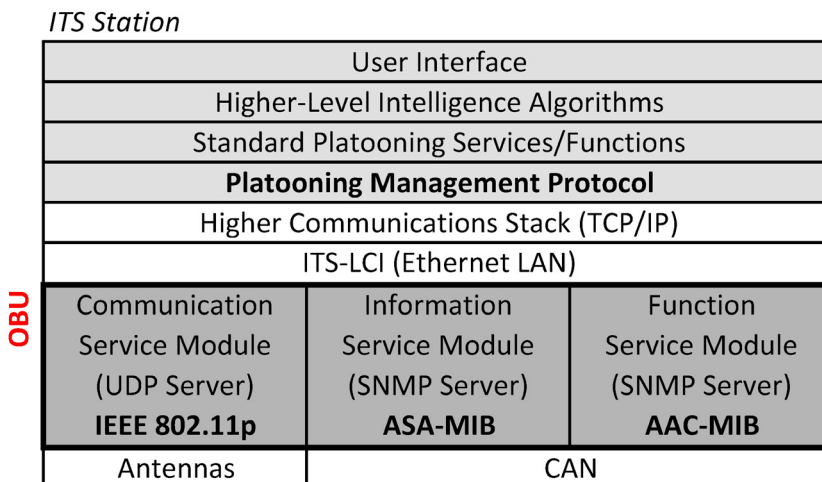 ITS Station
User Interface
Higher-Level Intelligence Algorithms
Standard Platooning Services/Functions
Platooning Management Protocol
Higher Communications Stack (TCP/IP)
ITS-LCI (Ethernet LAN)
OBU
Communication
Service Module
(UDP Server)
IEEE 802.11p
Information
Service Module
(SNMP Server)
ASA-MIB
Function
Service Module
(SNMP Server)
AAC-MIB
Antennas
CAN